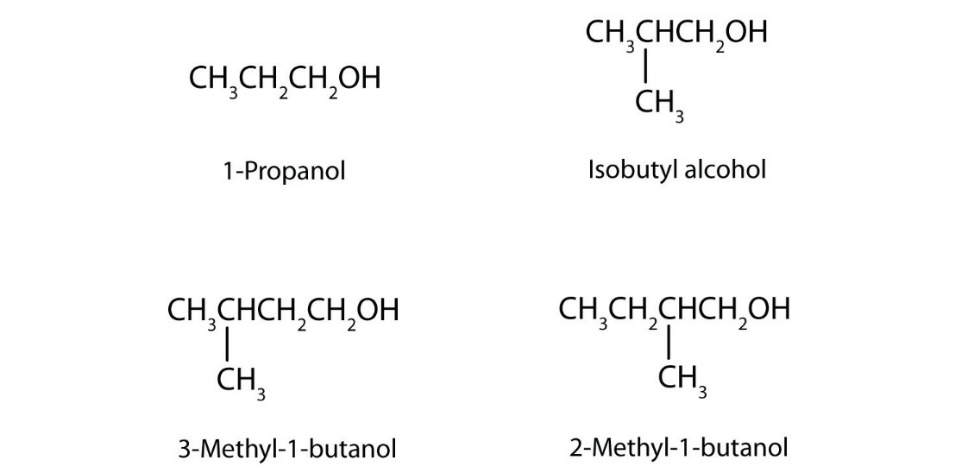 CH₃CH₂CH₂OH
1-Propanol
CH₃CHCH₂OH
CH₃
Isobutyl alcohol
CH₃CHCH₂CH₂OH
CH₃
3-Methyl-1-butanol
CH₃CH₂CHCH₂OH
CH₃
2-Methyl-1-butanol